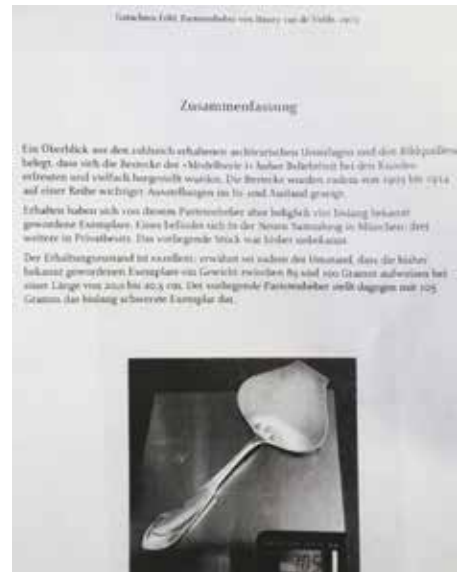 Gutachten Föhl, Pastetenheber von Henry van de Velde, 1903
Zusammenfassung
Ein Überblick aus den zahlreich erhaltenen archivarischen Unterlagen und den Bildquellen
belegt, dass sich die Bestecke des »Modells« hoher Beliebtheit bei den Kunden
erfreuten und vielfach hergestellt wurden. Die Bestecke wurden zudem von 1903 bis 1914
auf einer Reihe wichtiger Ausstellungen im In- und Ausland gezeigt.
Erhalten haben sich von diesem Pastetenheber aber lediglich vier bislang bekannt
gewordene Exemplare. Eines befindet sich in der Neuen Sammlung in München; drei
weitere in Privatbesitz. Das vorliegende Stück war bisher unbekannt.
Der Erhaltungszustand ist exzellent; erwähnt sei zudem der Umstand, dass die bisher
bekannt gewordenen Exemplare ein Gewicht zwischen 89 und 100 Gramm aufweisen bei
einer Länge von 20,0 bis 20,5 cm. Der vorliegende Pastetenheber stellt dagegen mit 105
Gramm das bislang schwerste Exemplar dar.
105